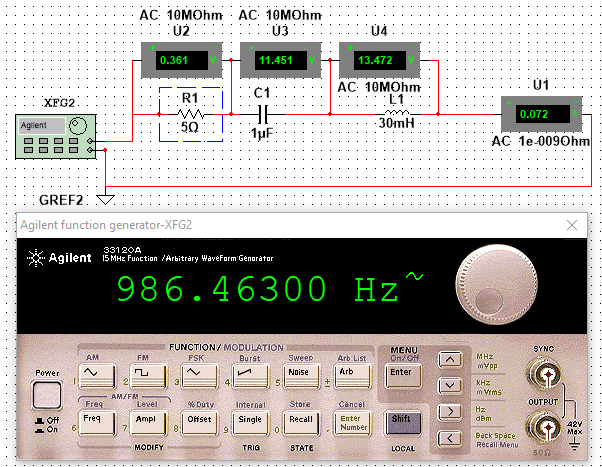 AC 10MOhm AC 10MOhm
U2 U3 U4
0.361 V 11.451 V 13.472 V
AC 10MOhm
XFG2 R1 C1 L1 U1
Agilent 5Ω 1µF 30mH 0.072 A
AC 1e-009Ohm
GREF2
Agilent function generator-XFG2
Agilent 33120A
15 MHz Function / Arbitrary Waveform Generator
986.46300 Hz~
FUNCTION / MODULATION
AM FM FSK Burst Sweep Arb List
MENU
On/Off
1 2 3 4 Noise 5 Arb ± Enter
Power
Off
On
AM/FM
Freq Level % Duty Internal Store Cancel
Freq Ampl Offset Single Recall Enter Number Shift
6 7 8 9 0 .
MODIFY TRIG STATE LOCAL
MHz
mVpp
kHz
mVrms
Hz
dBm
Back Space
Recall Menu
SYNC
OUTPUT
42V
Max
50Ω